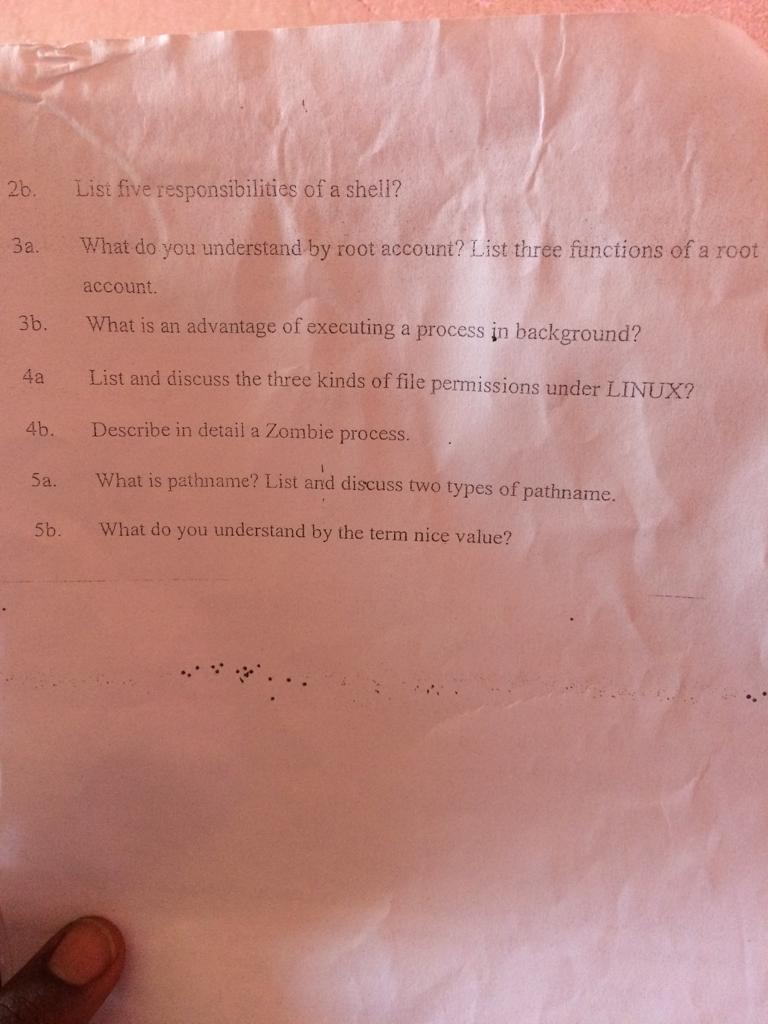 2b. List five responsibilities of a shell?
3a. What do you understand by root account? List three functions of a root
account.
3b. What is an advantage of executing a process in background?
4a List and discuss the three kinds of file permissions under LINUX?
4b. Describe in detail a Zombie process.
5a. What is pathname? List and discuss two types of pathname.
5b. What do you understand by the term nice value?